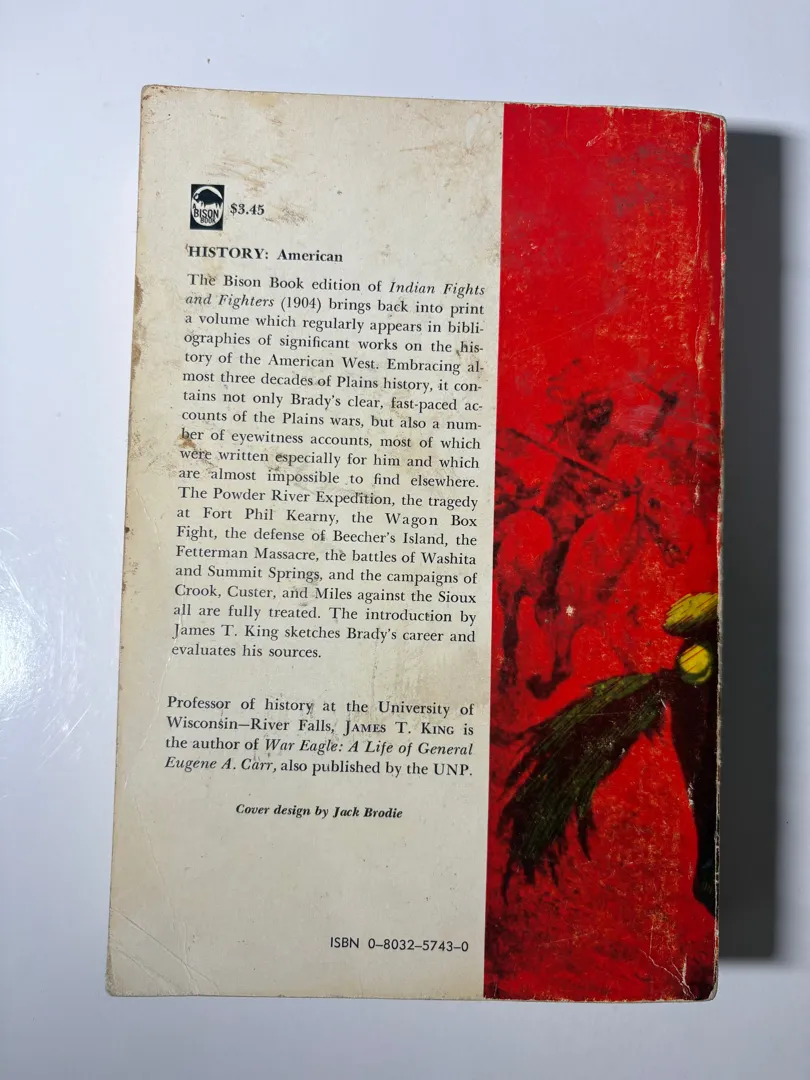 A
BISON
BOOK
$3.45
HISTORY: American
The Bison Book edition of Indian Fights
and Fighters (1904) brings back into print
a volume which regularly appears in bibli-
ographies of significant works on the his-
tory of the American West. Embracing al-
most three decades of Plains history, it con-
tains not only Brady's clear, fast-paced ac-
counts of the Plains wars, but also a num-
ber of eyewitness accounts, most of which
were written especially for him and which
are almost impossible to find elsewhere.
The Powder River Expedition, the tragedy
at Fort Phil Kearny, the Wagon Box
Fight, the defense of Beecher's Island, the
Fetterman Massacre, the battles of Washita
and Summit Springs, and the campaigns of
Crook, Custer, and Miles against the Sioux
all are fully treated. The introduction by
James T. King sketches Brady's career and
evaluates his sources.
Professor of history at the University of
Wisconsin—River Falls, JAMES T. KING is
the author of War Eagle: A Life of General
Eugene A. Carr, also published by the UNP.
Cover design by Jack Brodie
ISBN 0–8032–5743–0